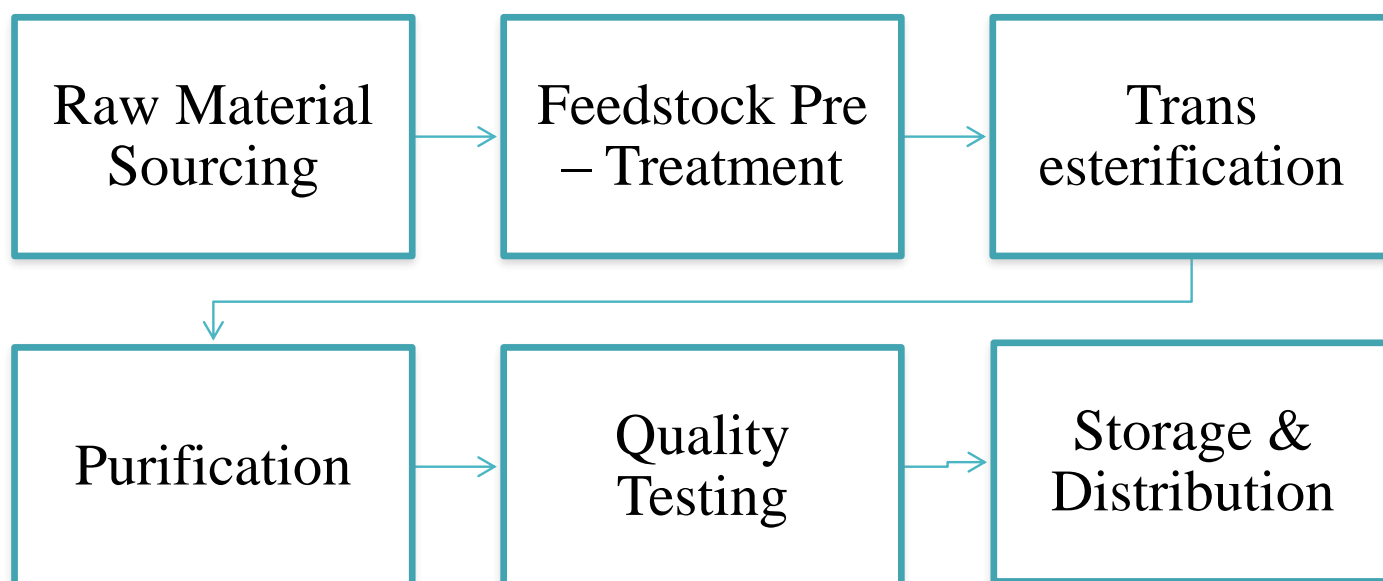 Raw Material
Sourcing
Feedstock Pre
– Treatment
Trans
esterification
Purification
Quality
Testing
Storage &
Distribution